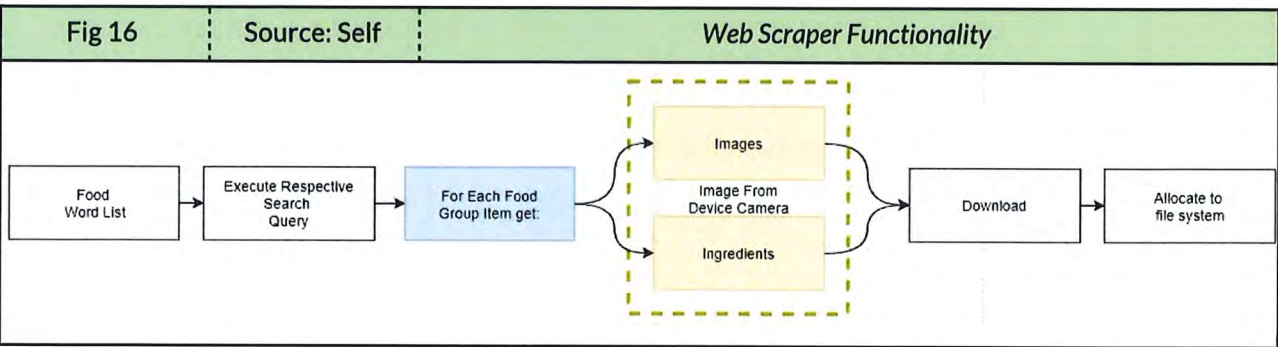 Fig 16
Source: Self
Web Scraper Functionality
Food
Word List
Execute Respective
Search
Query
For Each Food
Group Item get:
Images
Image From
Device Camera
Ingredients
Download
Allocate to
file system